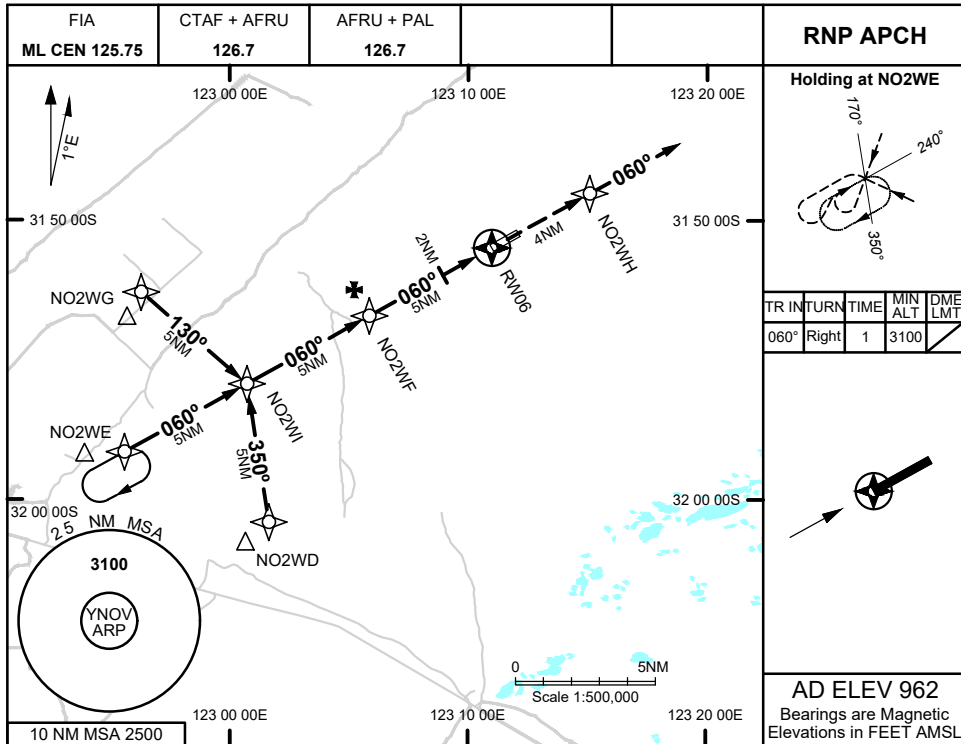 FIA
ML CEN 125.75
CTAF + AFRU
126.7
AFRU + PAL
126.7
RNP APCH
123 00 00E
123 10 00E
123 20 00E
1°E
31 50 00S
31 50 00S
060°
NO2WH
4NM
RW06
2NM
060°
5NM
NO2WF
060°
5NM
NO2WI
NO2WG
130°
5NM
NO2WE
060°
5NM
350°
5NM
NO2WD
32 00 00S
32 00 00S
25 NM MSA
3100
YNOV
ARP
10 NM MSA 2500
0
5NM
Scale 1:500,000
123 00 00E
123 10 00E
123 20 00E
Holding at NO2WE
170°
240°
350°
TR IN
TURN
TIME
MIN
ALT
DME
LMT
060°
Right
1
3100
AD ELEV 962
Bearings are Magnetic
Elevations in FEET AMSL